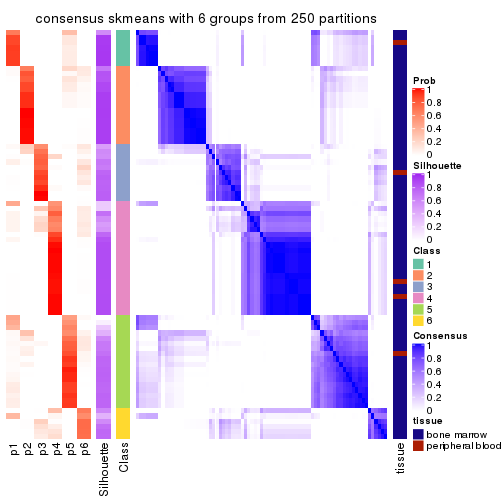 consensus skmeans with 6 groups from 250 partitions
Prob
1
0.8
0.6
0.4
0.2
0
Silhouette
1
0.8
0.6
0.4
0.2
0
Class
1
2
3
4
5
6
Consensus
1
0.8
0.6
0.4
0.2
0
tissue
bone marrow
peripheral blood
p1
p2
p3
p4
p5
p6
Silhouette
Class
tissue